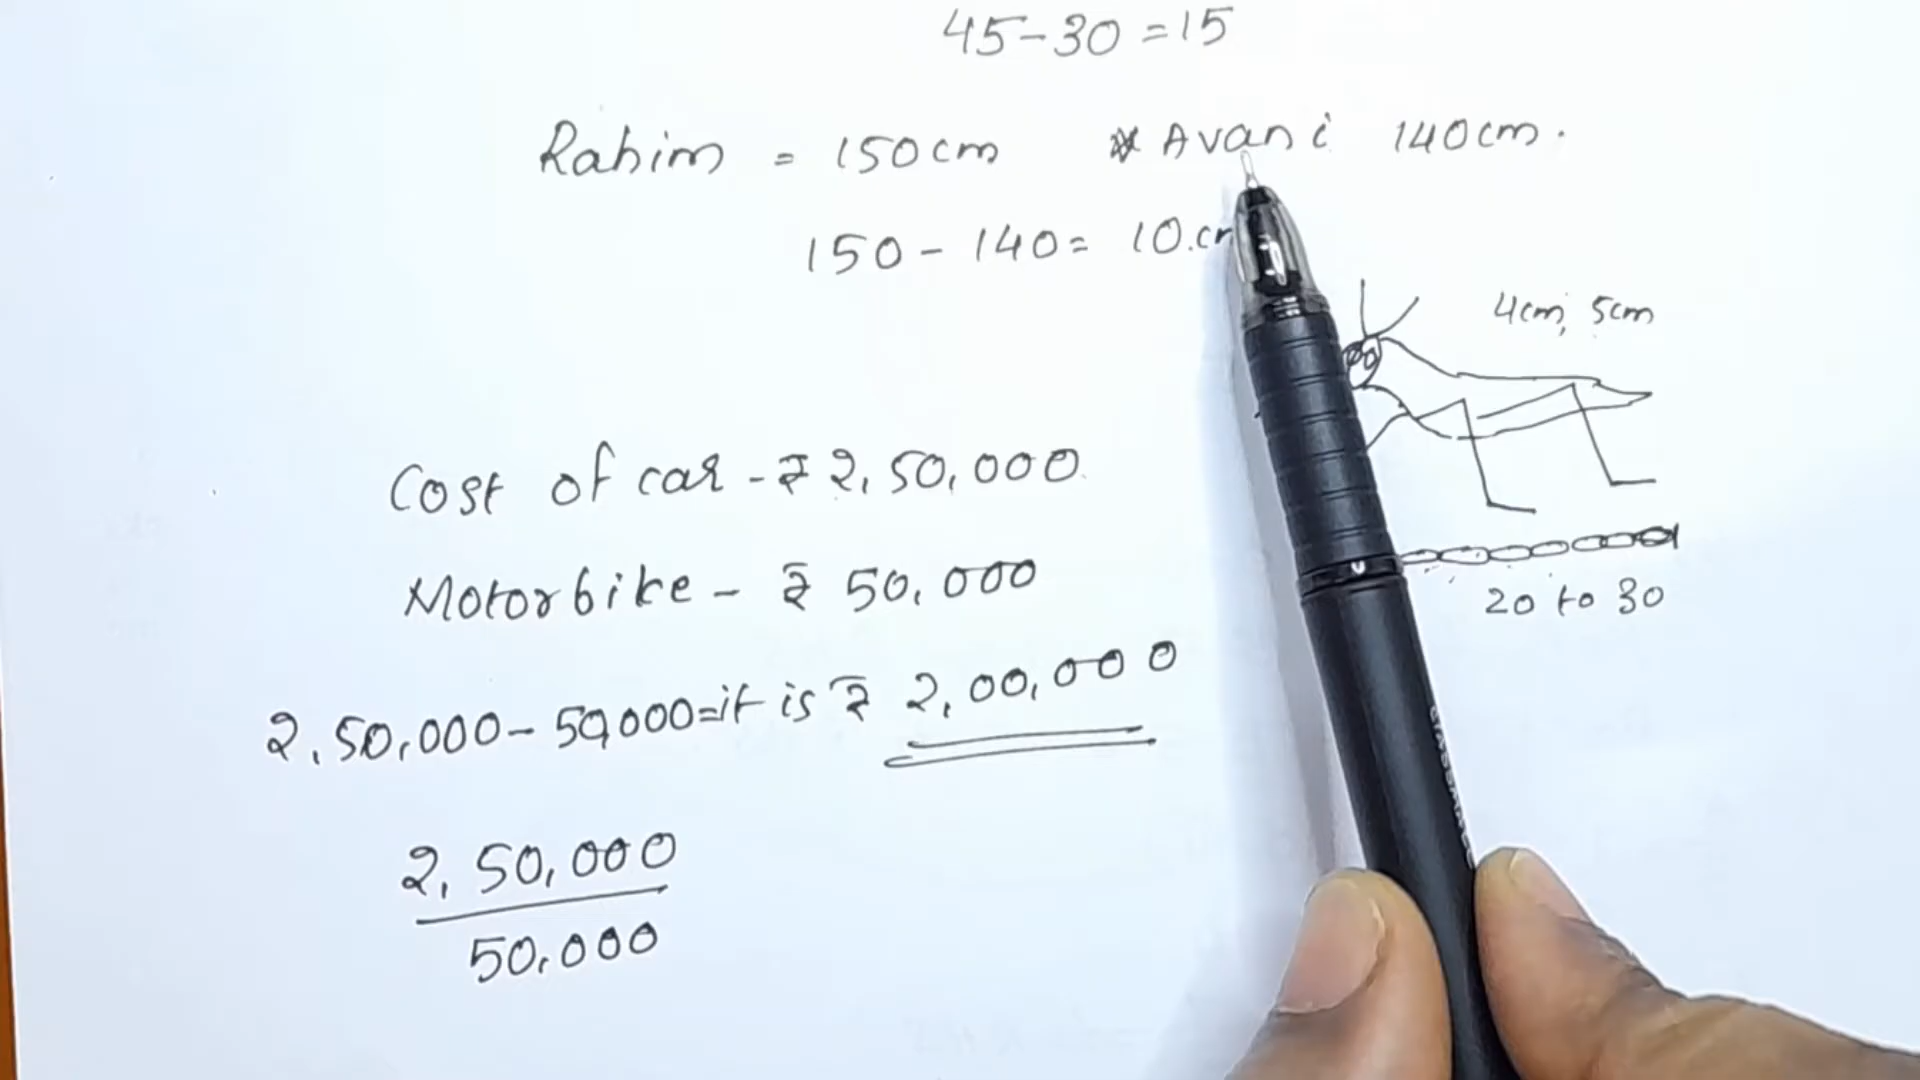 45-30=15
Rahim = 150cm * Avani 140cm.
150-140= 10.cm
4cm, 5cm
Cost of car - ₹ 2,50,000
Motorbike - ₹ 50,000
20 to 30
2,50,000-50,000=it is ₹ 2,00,000
2,50,000
50,000